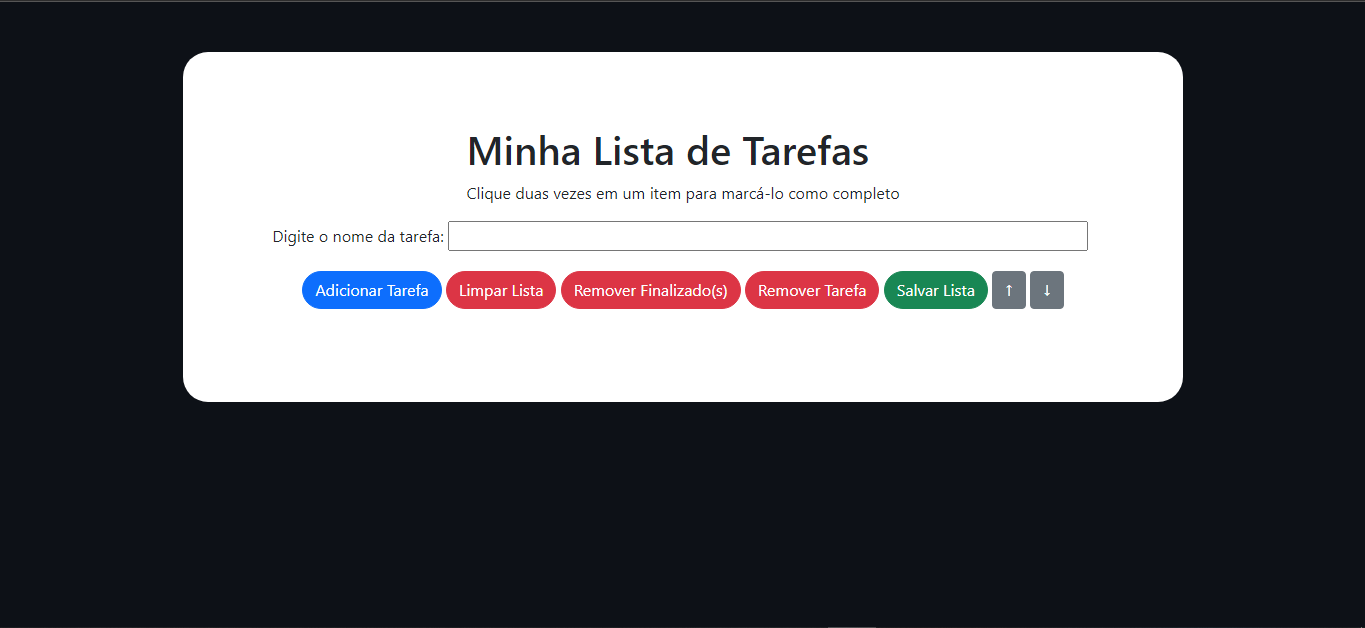 Minha Lista de Tarefas
Clique duas vezes em um item para marcá-lo como completo
Digite o nome da tarefa:
Adicionar Tarefa Limpar Lista Remover Finalizado(s) Remover Tarefa Salvar Lista ↑ ↓